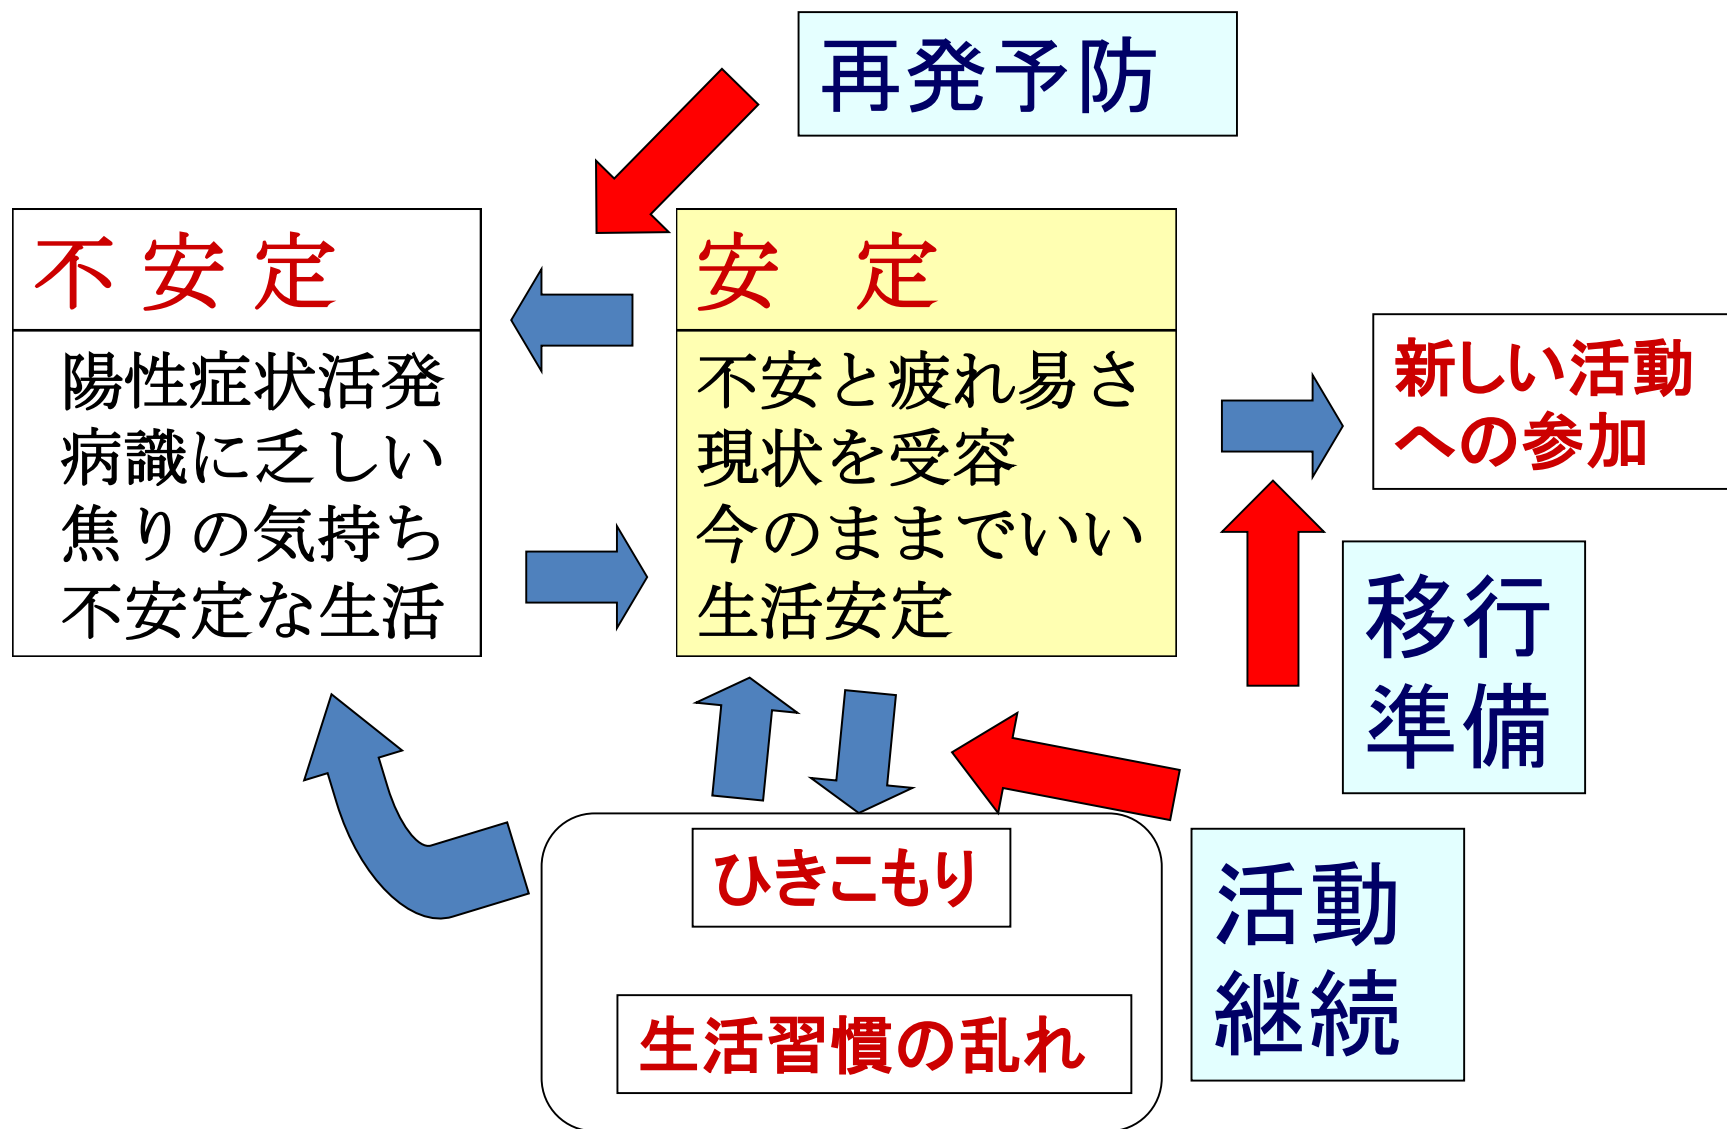 再発予防
不安定
陽性症状活発
病識に乏しい
焦りの気持ち
不安定な生活
安　定
不安と疲れ易さ
現状を受容
今のままでいい
生活安定
新しい活動
への参加
移行
準備
ひきこもり
生活習慣の乱れ
活動
継続